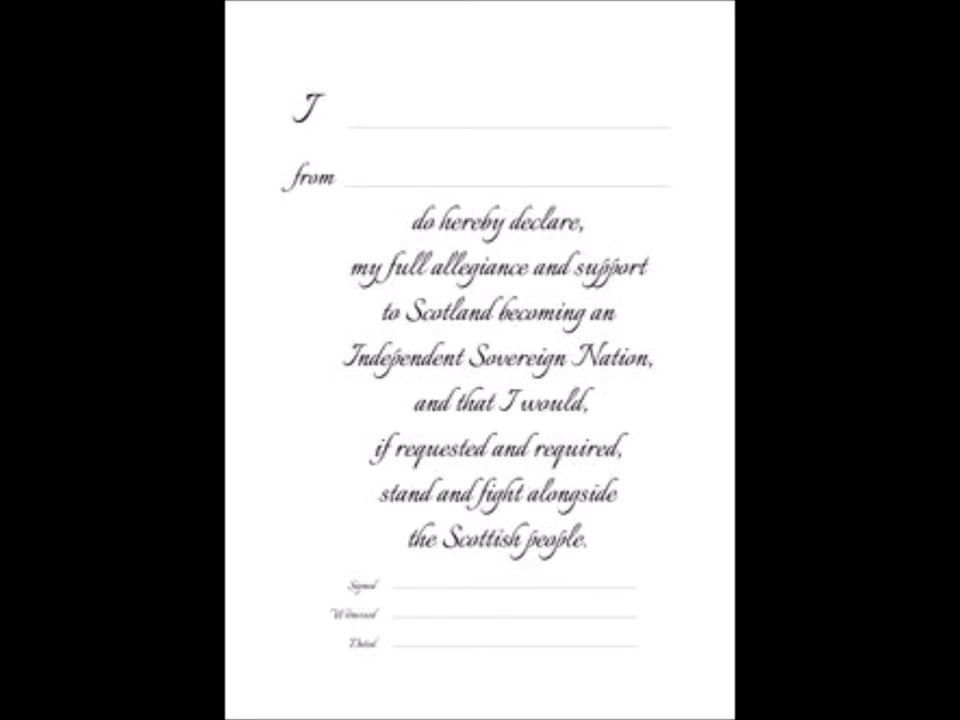 I
from
do hereby declare,
my full allegiance and support
to Scotland becoming an
Independent Sovereign Nation,
and that I would,
if requested and required,
stand and fight alongside
the Scottish people.
Signed
Witnessed
Dated